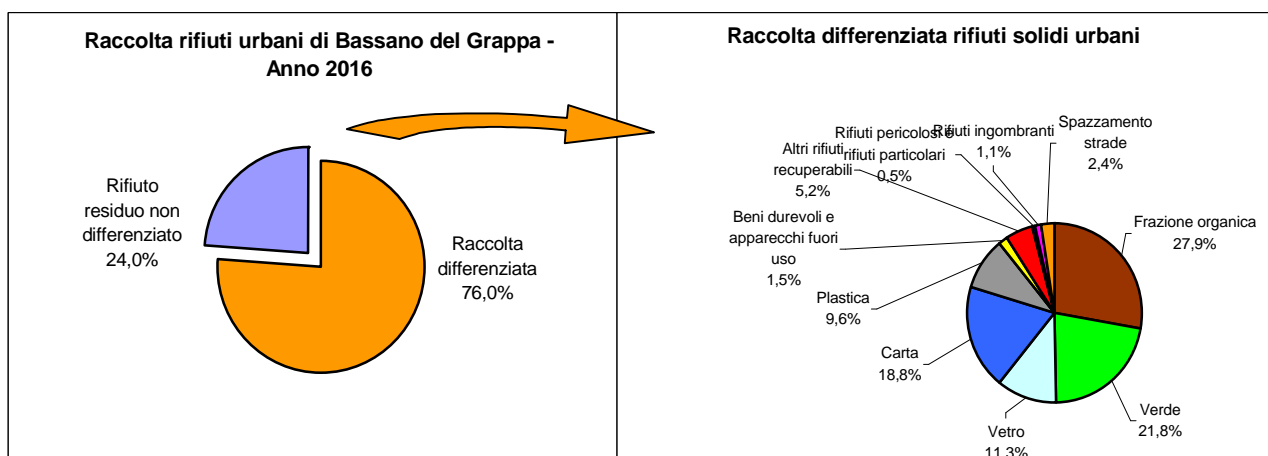 Raccolta rifiuti urbani di Bassano del Grappa -
Anno 2016
Rifiuto
residuo non
differenziato
24,0%
Raccolta
differenziata
76,0%
Raccolta differenziata rifiuti solidi urbani
Rifiuti pericolosi e
rifiuti particolari
0,5%
Rifiuti ingombranti
1,1%
Spazzamento
strade
2,4%
Altri rifiuti
recuperabili
5,2%
Beni durevoli e
apparecchi fuori
uso
1,5%
Frazione organica
27,9%
Plastica
9,6%
Carta
18,8%
Verde
21,8%
Vetro
11,3%